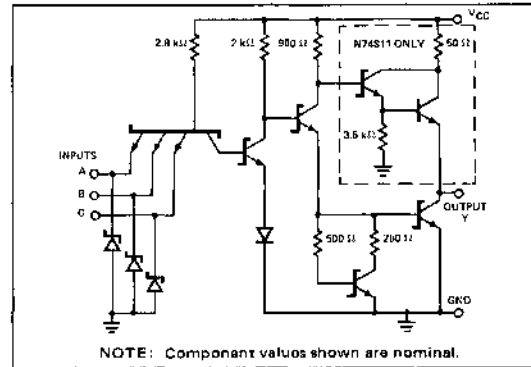 VCC
2.8 kΩ
2 kΩ
900 Ω
N74S11 ONLY
50 Ω
3.5 kΩ
INPUTS
A
B
C
OUTPUT
Y
500 Ω
250 Ω
GND
NOTE: Component values shown are nominal.